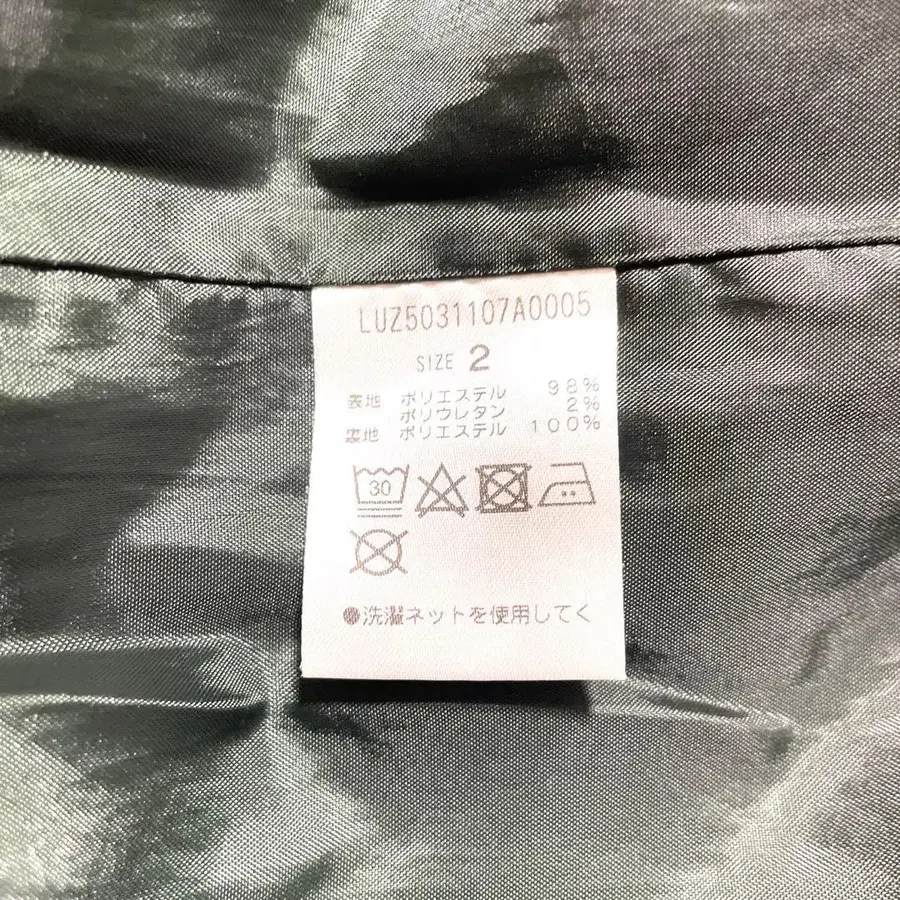 LUZ5031107A0005
SIZE 2
表地 ポリエステル 98%
ポリウレタン 2%
裏地 ポリエステル 100%
30
●洗濯ネットを使用してく